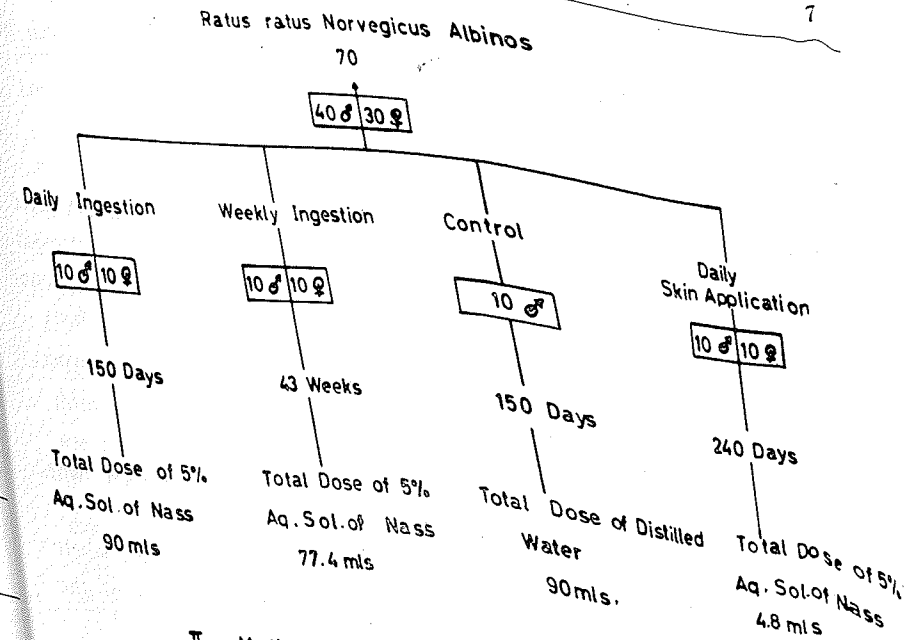 7
Ratus ratus Norvegicus Albinos
70
40 ♂ 30 ♀
Daily Ingestion
10 ♂ 10 ♀
150 Days
Total Dose of 5%
Aq. Sol. of Nass
90 mls
Weekly Ingestion
10 ♂ 10 ♀
43 Weeks
Total Dose of 5%
Aq. Sol. of Nass
77.4 mls
Control
10 ♂
150 Days
Total Dose of Distilled
Water
90 mls.
Daily
Skin Application
10 ♂ 10 ♀
240 Days
Total Dose of 5%
Aq. Sol. of Nass
4.8 mls
II